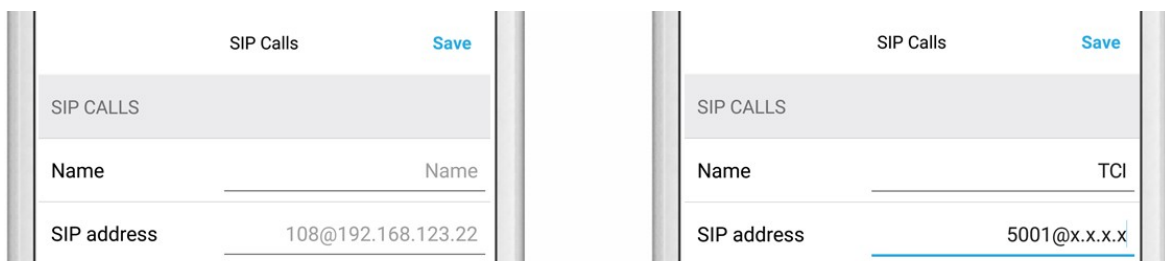 SIP Calls Save
SIP CALLS
Name Name
SIP address 108@192.168.123.22
SIP Calls Save
SIP CALLS
Name TCI
SIP address 5001@x.x.x.x